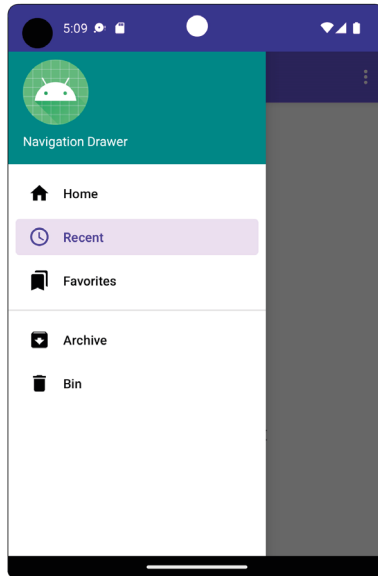 5:09
Navigation Drawer
Home
Recent
Favorites
Archive
Bin